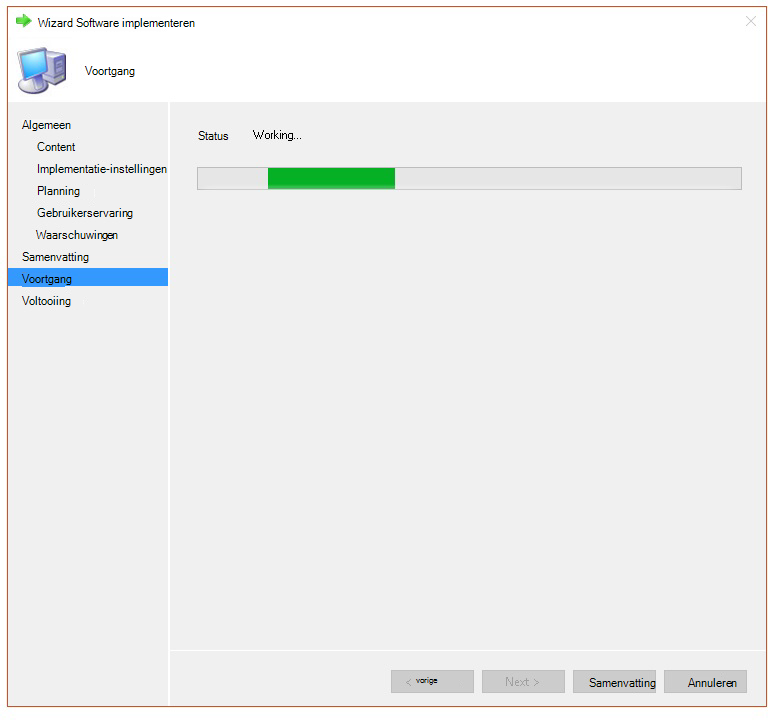 Wizard Software implementeren
Voortgang
Algemeen
Content
Implementatie-instellingen
Planning
Gebruikerservaring
Waarschuwingen
Samenvatting
Voortgang
Voltooiing
Status Working...
< vorige Next > Samenvatting Annuleren